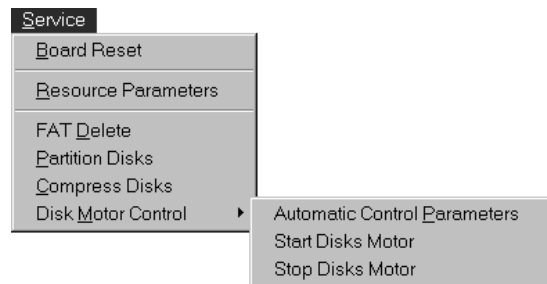 Service
Board Reset
Resource Parameters
FAT Delete
Partition Disks
Compress Disks
Disk Motor Control
Automatic Control Parameters
Start Disks Motor
Stop Disks Motor